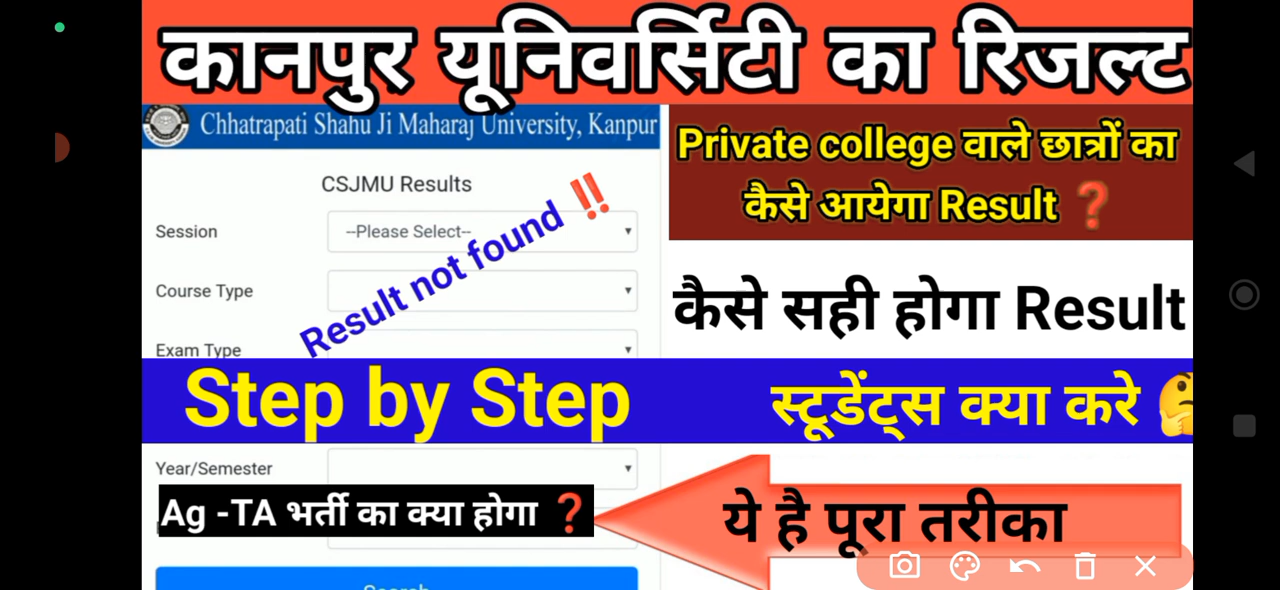 कानपुर यूनिवर्सिटी का रिजल्ट
Chhatrapati Shahu Ji Maharaj University, Kanpur
Private college वाले छात्रों का
कैसे आयेगा Result ❓
CSJMU Results
Session --Please Select--
Result not found ‼
Course Type
कैसे सही होगा Result
Exam Type
Step by Step
स्टूडेंट्स क्या करे 🤔
Year/Semester
Ag -TA भर्ती का क्या होगा ❓
ये है पूरा तरीका
Search